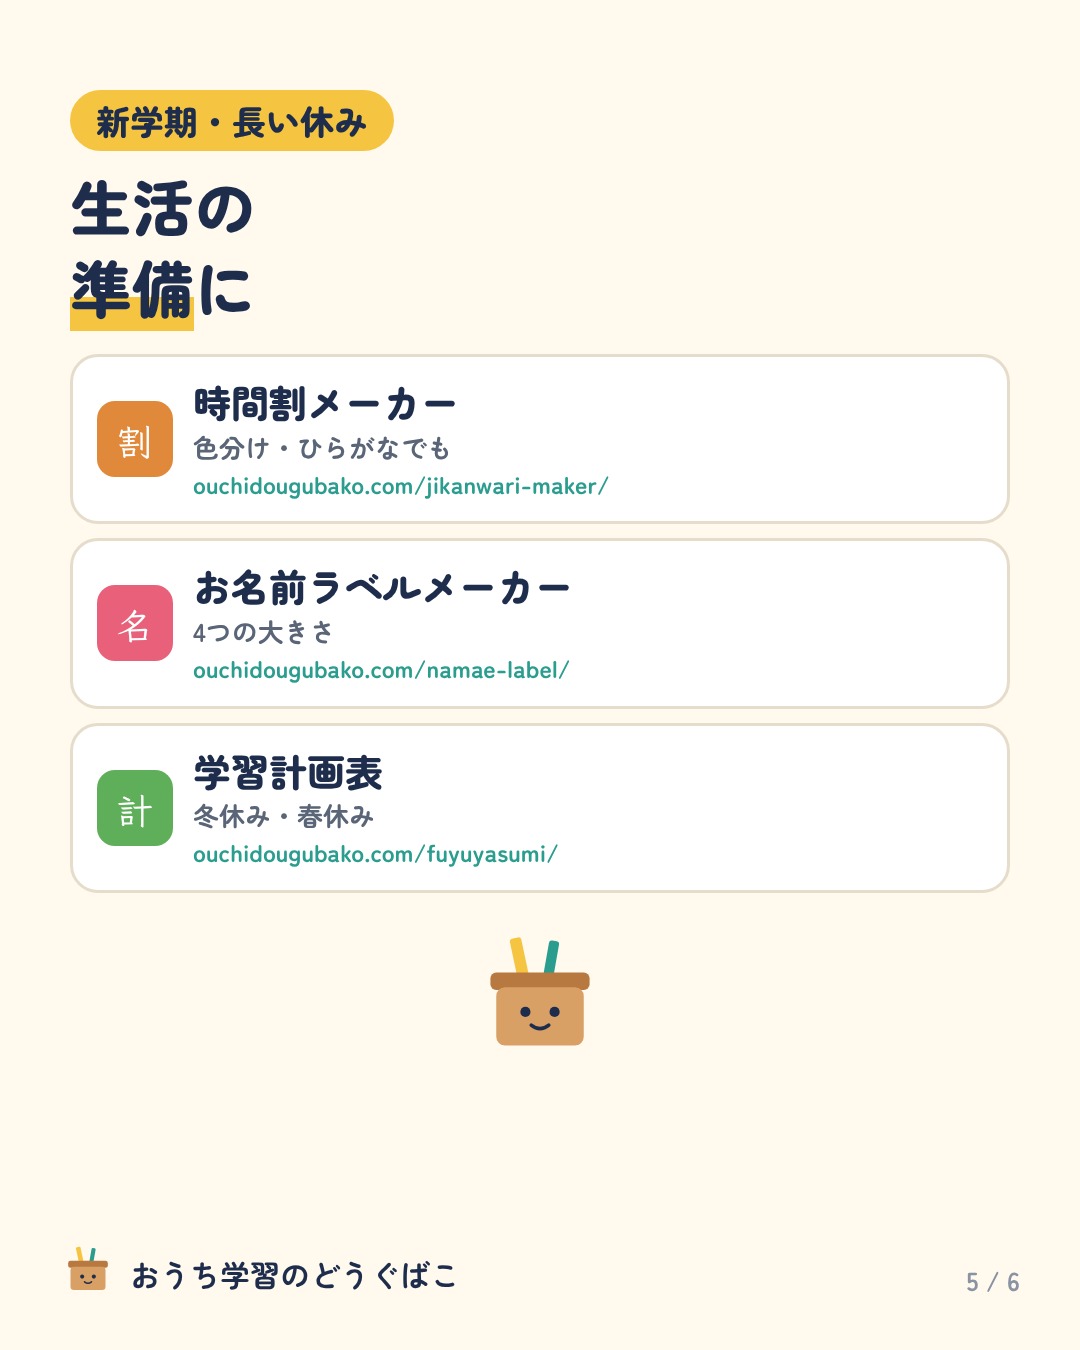 新学期・長い休み
生活の
準備に
割
時間割メーカー
色分け・ひらがなでも
ouchidougubako.com/jikanwari-maker/
名
お名前ラベルメーカー
4つの大きさ
ouchidougubako.com/namae-label/
計
学習計画表
冬休み・春休み
ouchidougubako.com/fuyuyasumi/
おうち学習のどうぐばこ
5 / 6